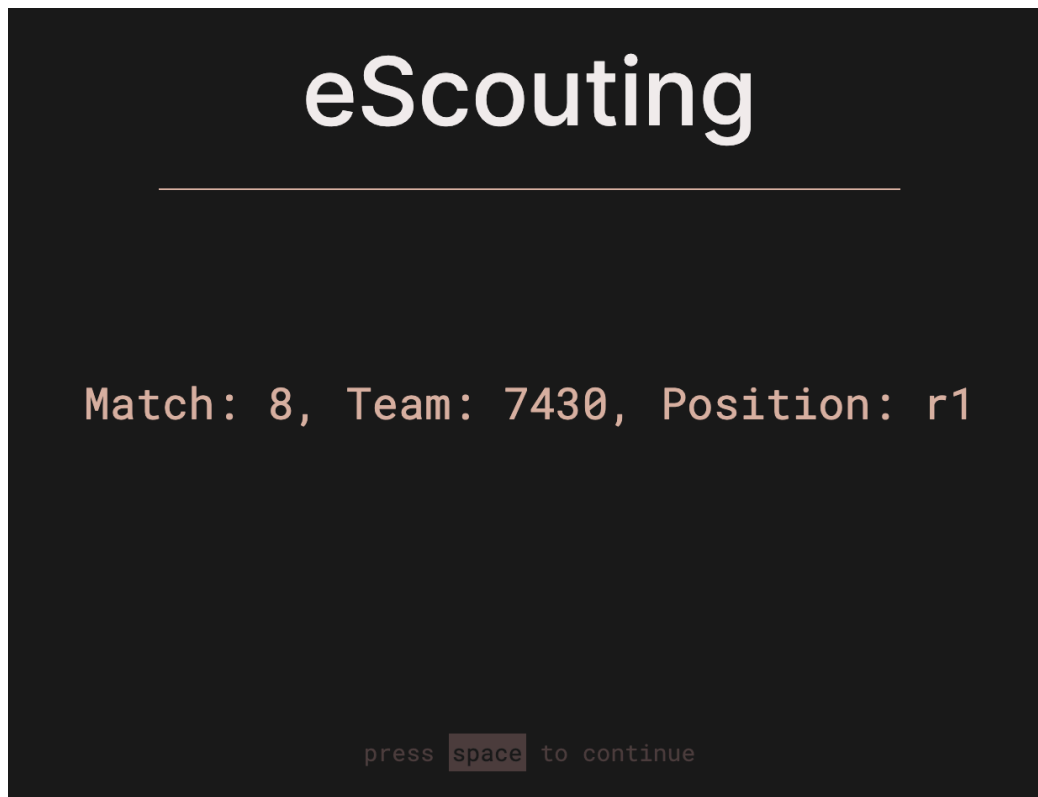 eScouting
Match: 8, Team: 7430, Position: r1
press space to continue